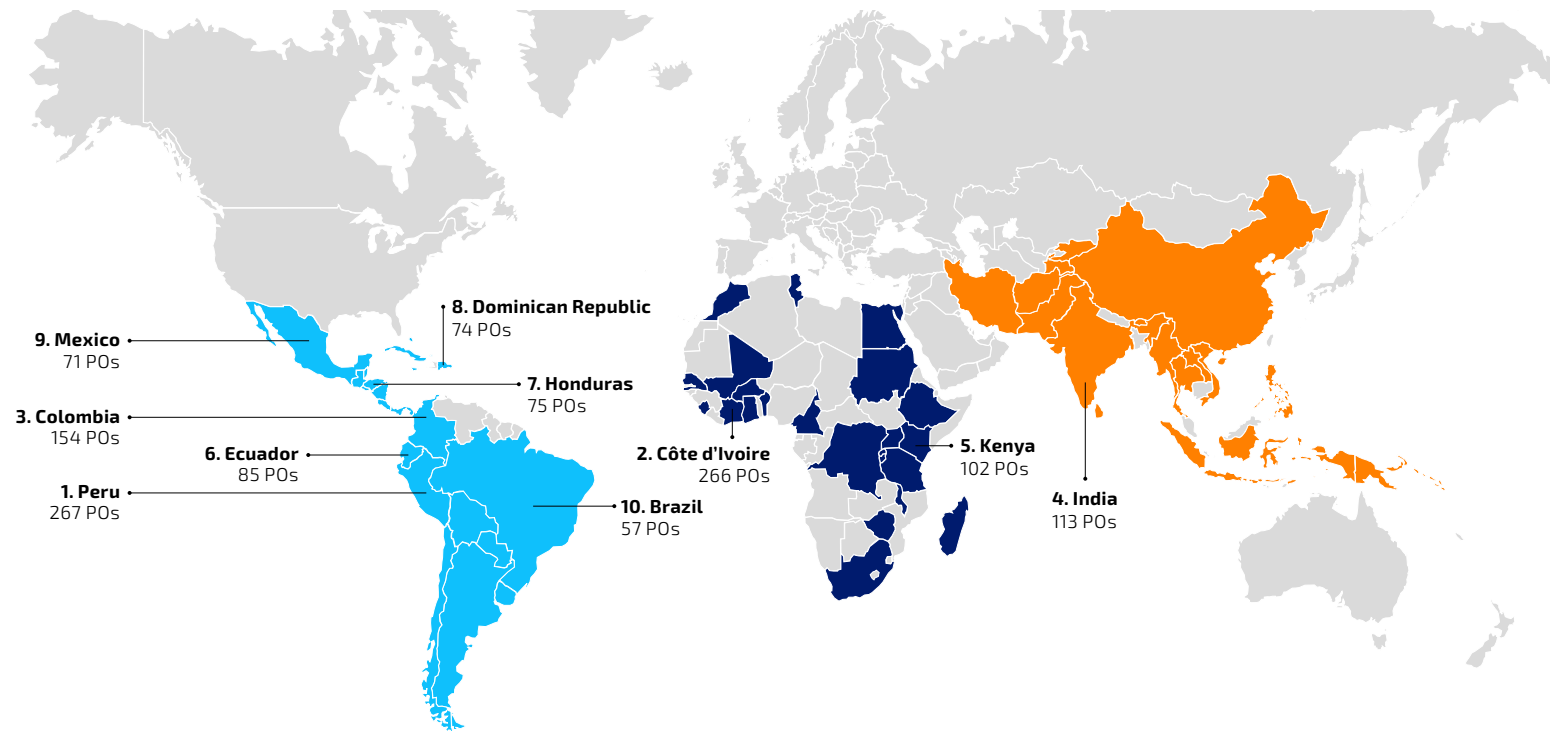 8. Dominican Republic
74 POs
9. Mexico
71 POs
7. Honduras
75 POs
3. Colombia
154 POs
6. Ecuador
85 POs
2. Côte d'Ivoire
266 POs
5. Kenya
102 POs
1. Peru
267 POs
10. Brazil
57 POs
4. India
113 POs